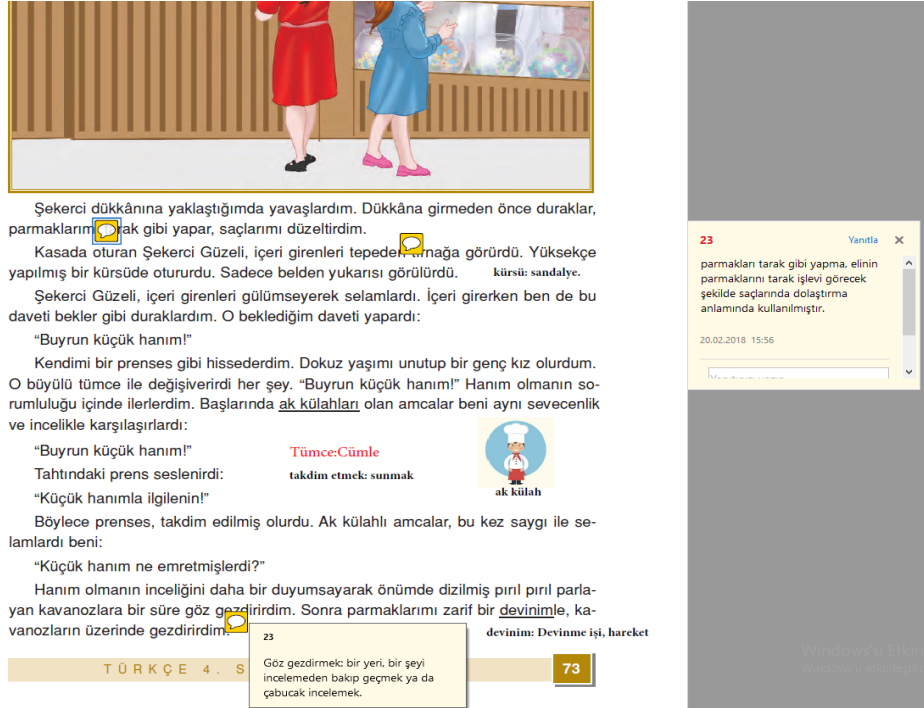 Şekerci dükkânına yaklaştığımda yavaşlardım. Dükkâna girmeden önce duraklar,
parmaklarım rak gibi yapar, saçlarımı düzeltirdim.
Kasada oturan Şekerci Güzeli, içeri girenleri tepeden tırnağa görürdü. Yüksekçe
yapılmış bir kürsüde otururdu. Sadece belden yukarısı görülürdü. kürsü: sandalye.
Şekerci Güzeli, içeri girenleri gülümseyerek selamlardı. İçeri girerken ben de bu
daveti bekler gibi duraklardım. O beklediğim daveti yapardı:
“Buyrun küçük hanım!”
Kendimi bir prenses gibi hissederdim. Dokuz yaşımı unutup bir genç kız olurdum.
O büyülü tümce ile değişiverirdi her şey. “Buyrun küçük hanım!” Hanım olmanın so-
rumluluğu içinde ilerlerdim. Başlarında ak külahları olan amcalar beni aynı sevecenlik
ve incelikle karşılaşırlardı:
“Buyrun küçük hanım!” Tümce:Cümle
Tahtındaki prens seslenirdi: takdim etmek: sunmak
“Küçük hanımla ilgilenin!” ak külah
Böylece prenses, takdim edilmiş olurdu. Ak külahlı amcalar, bu kez saygı ile se-
lamlardı beni:
“Küçük hanım ne emretmişlerdi?”
Hanım olmanın inceliğini daha bir duyumsayarak önümde dizilmiş pırıl pırıl parla-
yan kavanozlara bir süre göz gezdirirdim. Sonra parmaklarımı zarif bir devinimle, ka-
vanozların üzerinde gezdirirdim. devinim: Devinme işi, hareket
23
Göz gezdirmek: bir yeri, bir şeyi
incelemeden bakıp geçmek ya da
çabucak incelemek.
TÜRKÇE 4. S
73
23 Yanıtla
parmakları tarak gibi yapma, elinin
parmaklarını tarak işlevi görecek
şekilde saçlarında dolaştırma
anlamında kullanılmıştır.
20.02.2018 15:56
Windows'u Etkin
Windows'u etkinleştirm